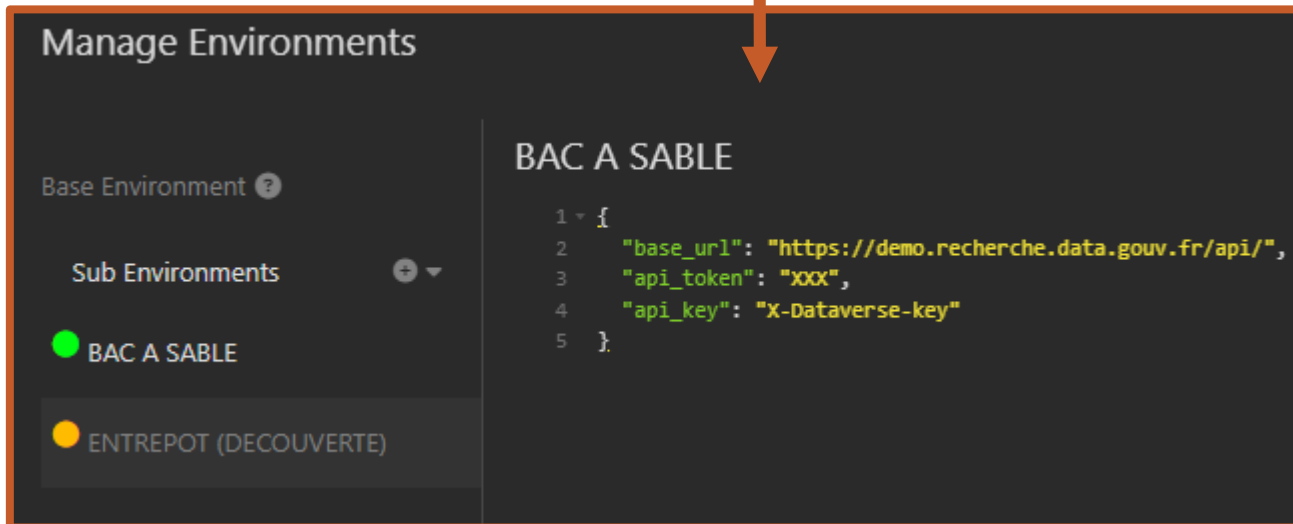 Manage Environments
Base Environment ?
Sub Environments
BAC A SABLE
ENTREPOT (DECOUVERTE)
BAC A SABLE
1 {
2 "base_url": "https://demo.recherche.data.gouv.fr/api/",
3 "api_token": "XXX",
4 "api_key": "X-Dataverse-key"
5 }